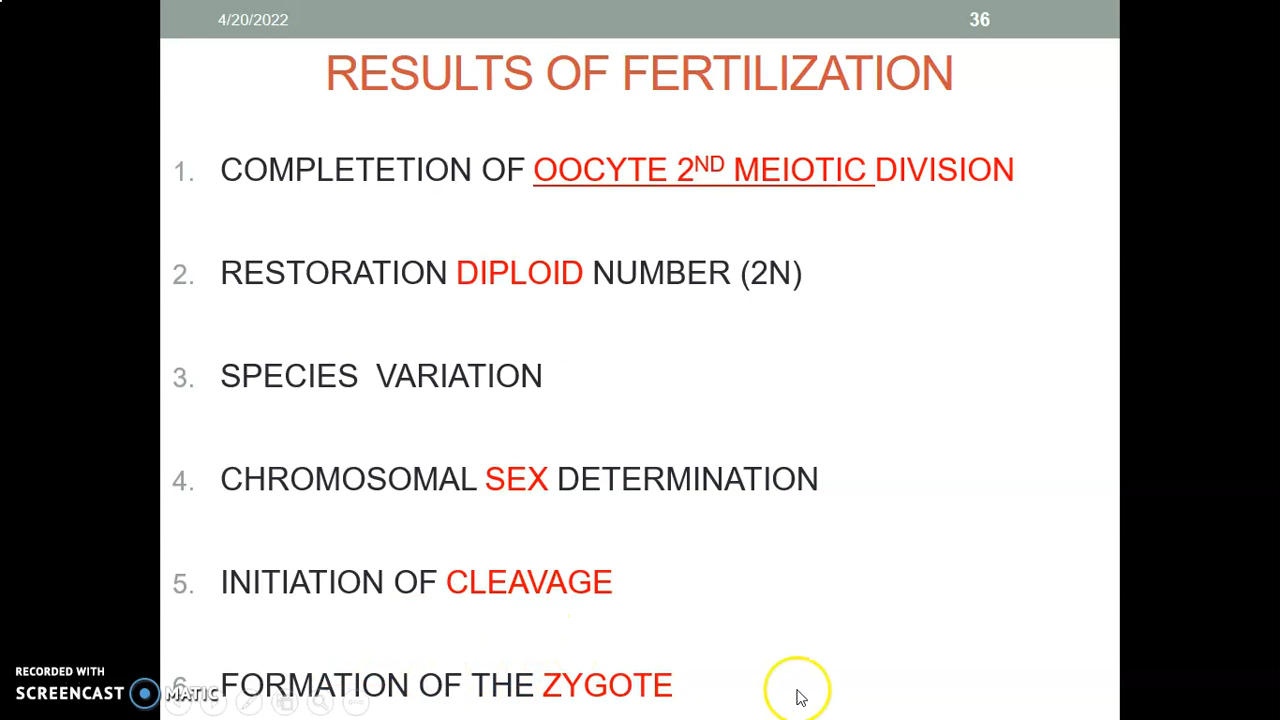 4/20/2022
36
RESULTS OF FERTILIZATION
1. COMPLETETION OF OOCYTE 2ND MEIOTIC DIVISION
2. RESTORATION DIPLOID NUMBER (2N)
3. SPECIES VARIATION
4. CHROMOSOMAL SEX DETERMINATION
5. INITIATION OF CLEAVAGE
6. FORMATION OF THE ZYGOTE
RECORDED WITH
SCREENCAST MATIC